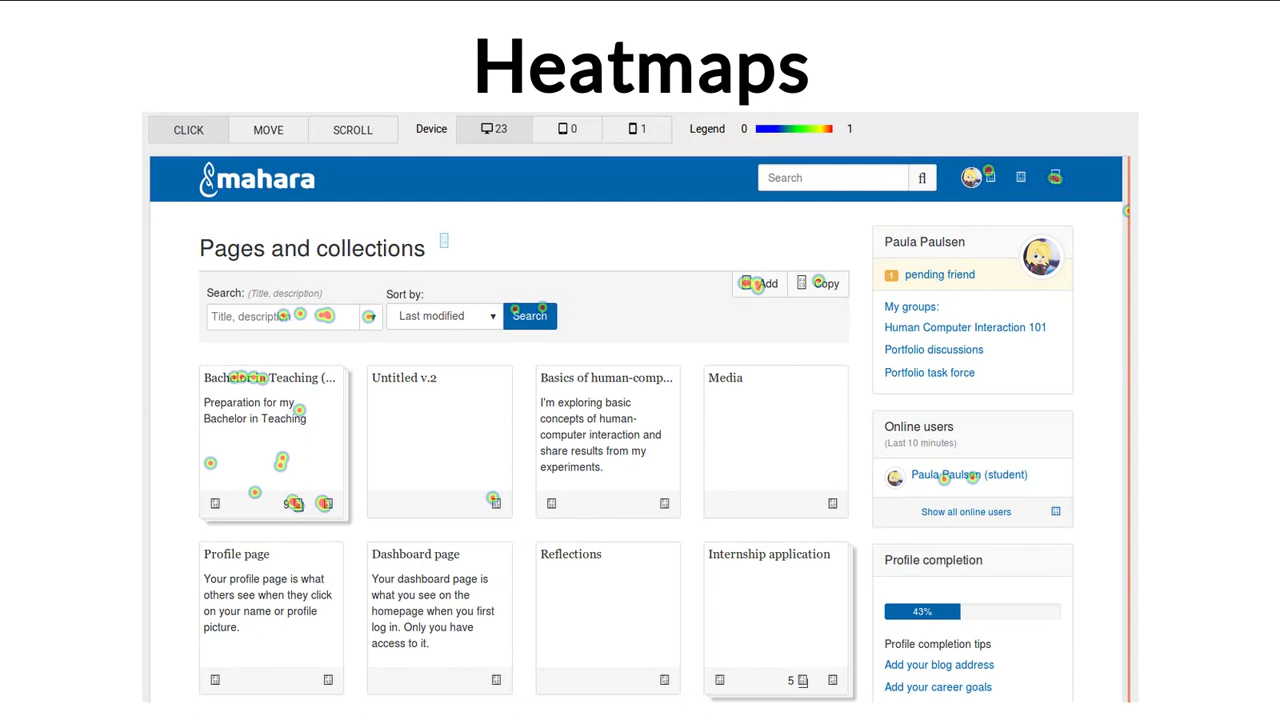 Heatmaps
CLICK MOVE SCROLL Device 23 0 1 Legend 0 1
mahara
Search fl
Pages and collections
Add Copy
Search: (Title, description)
Sort by:
Title, description
Last modified
Search
Bachelor in Teaching (...
Preparation for my
Bachelor in Teaching
9
Untitled v.2
Basics of human-comp...
I'm exploring basic
concepts of human-
computer interaction and
share results from my
experiments.
Media
Profile page
Your profile page is what
others see when they click
on your name or profile
picture.
Dashboard page
Your dashboard page is
what you see on the
homepage when you first
log in. Only you have
access to it.
Reflections
Internship application
5
Paula Paulsen
1 pending friend
My groups:
Human Computer Interaction 101
Portfolio discussions
Portfolio task force
Online users
(Last 10 minutes)
Paula Paulsen (student)
Show all online users
Profile completion
43%
Profile completion tips
Add your blog address
Add your career goals